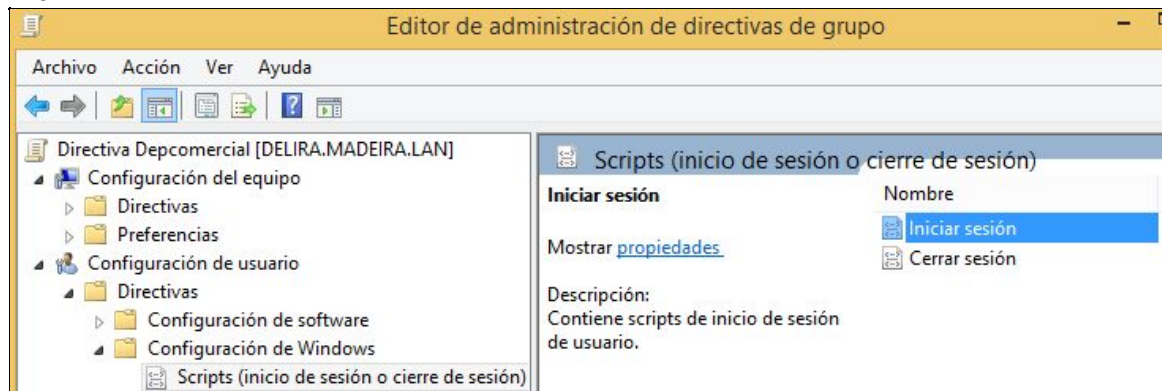 Editor de administración de directivas de grupo
Archivo Acción Ver Ayuda
Directiva Depcomercial [DELIRA.MADEIRA.LAN]
Configuración del equipo
Directivas
Preferencias
Configuración de usuario
Directivas
Configuración de software
Configuración de Windows
Scripts (inicio de sesión o cierre de sesión)
Scripts (inicio de sesión o cierre de sesión)
Iniciar sesión
Mostrar propiedades
Descripción:
Contiene scripts de inicio de sesión
de usuario.
Nombre
Iniciar sesión
Cerrar sesión